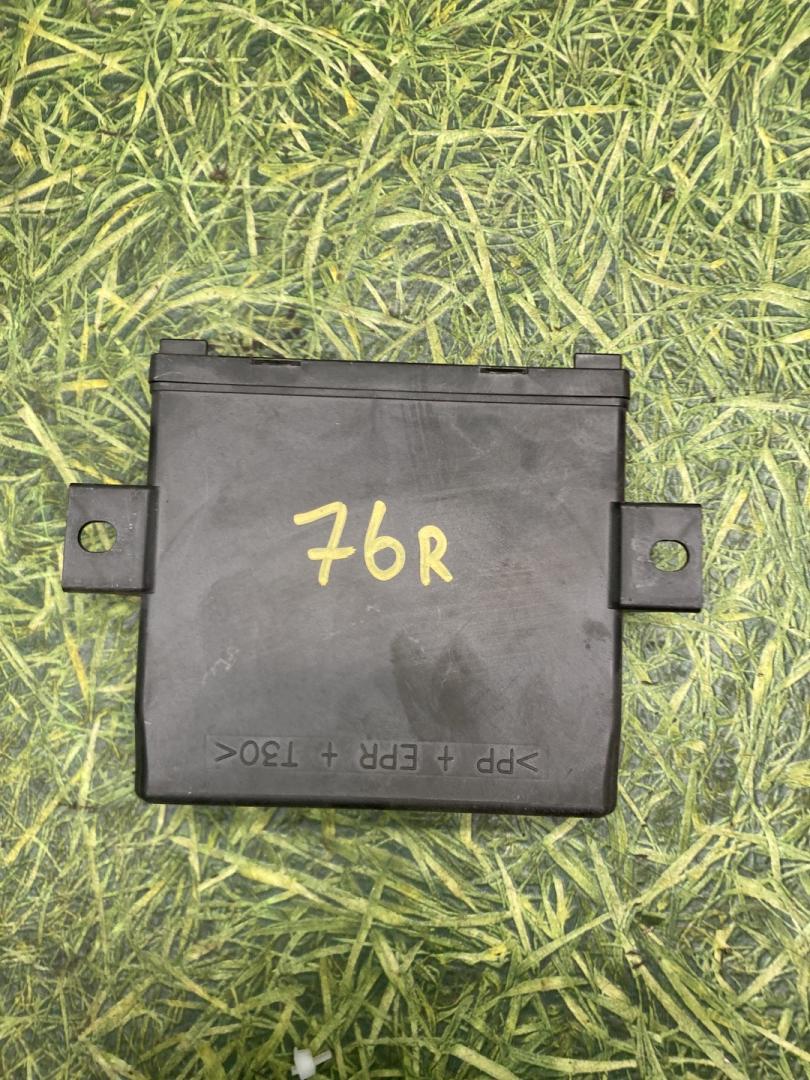 76R
>PP + EPR + T30<